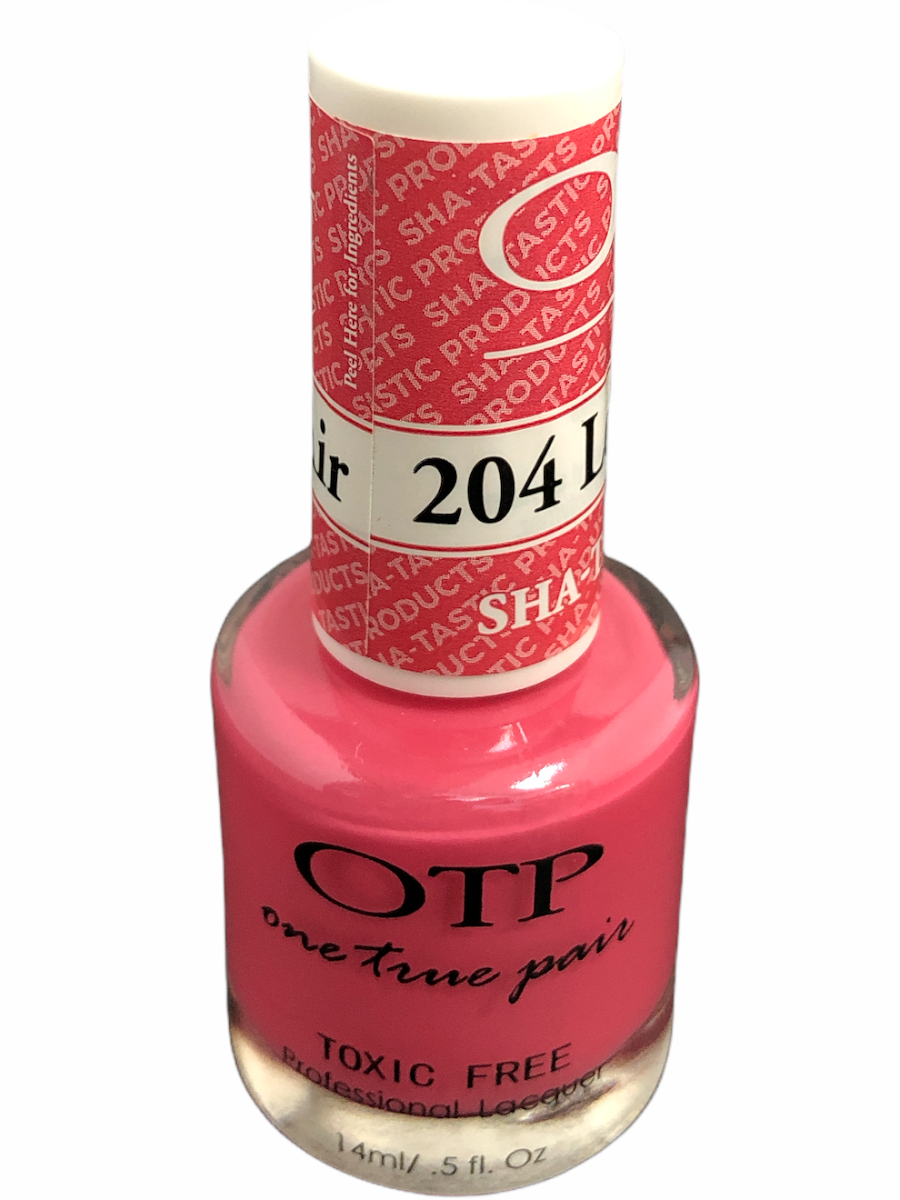 Peel Here for Ingredients
O
204
SHA-
OTP
one true pair
TOXIC FREE
Professional Lacquer
14ml/ .5 fl. Oz
SHA-TASTIC PRODUCTS